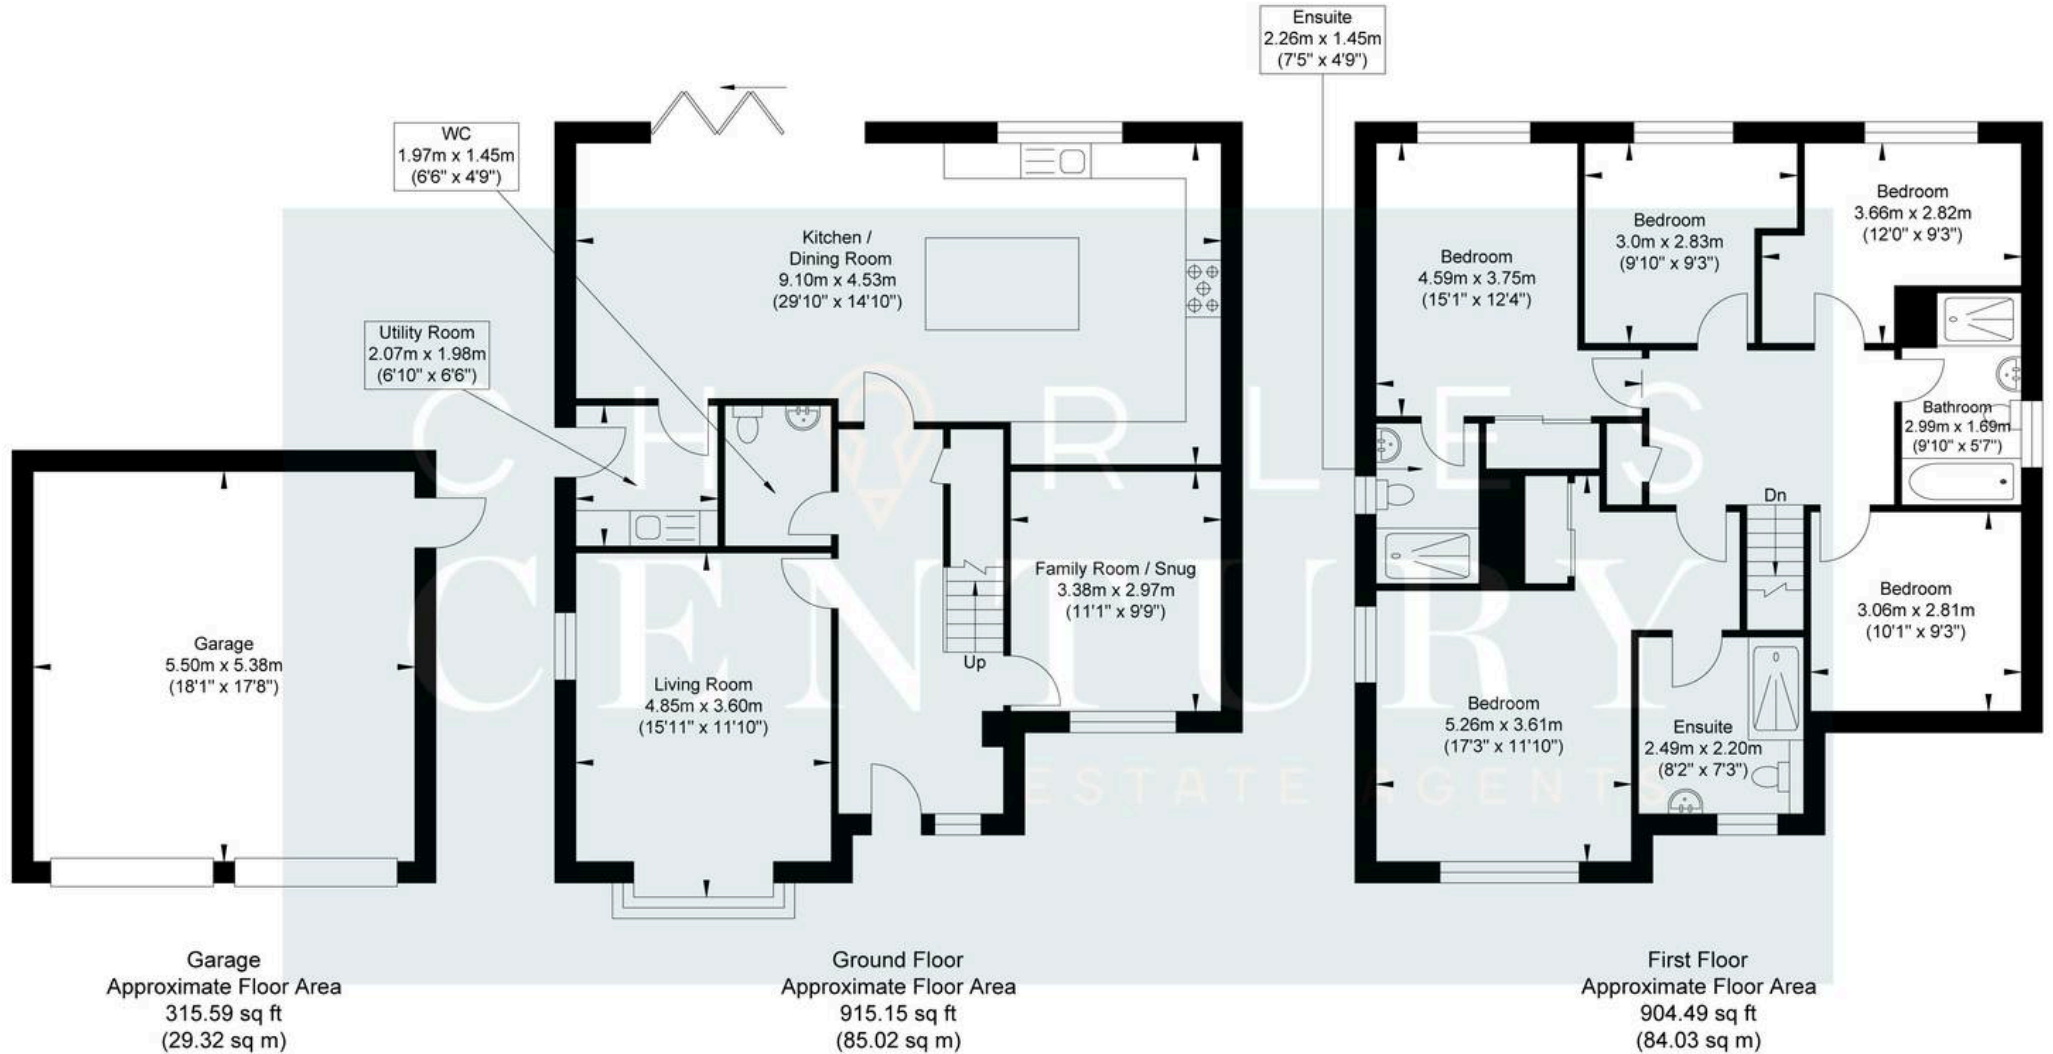 Ensuite
2.26m x 1.45m
(7'5" x 4'9")
WC
1.97m x 1.45m
(6'6" x 4'9")
Utility Room
2.07m x 1.98m
(6'10" x 6'6")
Kitchen /
Dining Room
9.10m x 4.53m
(29'10" x 14'10")
Bedroom
4.59m x 3.75m
(15'1" x 12'4")
Bedroom
3.0m x 2.83m
(9'10" x 9'3")
Bedroom
3.66m x 2.82m
(12'0" x 9'3")
Bathroom
2.99m x 1.69m
(9'10" x 5'7")
CH RLES
CENTURY
ESTATE AGENTS
Garage
5.50m x 5.38m
(18'1" x 17'8")
Living Room
4.85m x 3.60m
(15'11" x 11'10")
Family Room / Snug
3.38m x 2.97m
(11'1" x 9'9")
Up
Dn
Bedroom
3.06m x 2.81m
(10'1" x 9'3")
Bedroom
5.26m x 3.61m
(17'3" x 11'10")
Ensuite
2.49m x 2.20m
(8'2" x 7'3")
Garage
Approximate Floor Area
315.59 sq ft
(29.32 sq m)
Ground Floor
Approximate Floor Area
915.15 sq ft
(85.02 sq m)
First Floor
Approximate Floor Area
904.49 sq ft
(84.03 sq m)